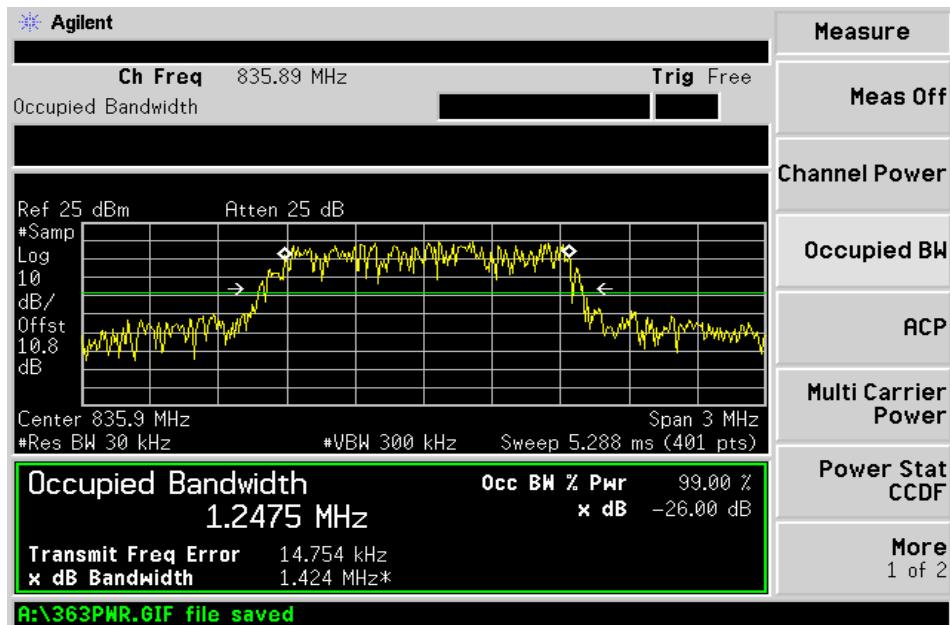 Agilent
Ch Freq 835.89 MHz Trig Free
Occupied Bandwidth
Ref 25 dBm Atten 25 dB
#Samp
Log
10
dB/
Offst
10.8
dB
Center 835.9 MHz Span 3 MHz
#Res BW 30 kHz #VBW 300 kHz Sweep 5.288 ms (401 pts)
Occupied Bandwidth Occ BW % Pwr 99.00 %
1.2475 MHz x dB -26.00 dB
Transmit Freq Error 14.754 kHz
x dB Bandwidth 1.424 MHz*
A:\363PWR.GIF file saved
Measure
Meas Off
Channel Power
Occupied BW
ACP
Multi Carrier
Power
Power Stat
CCDF
More
1 of 2